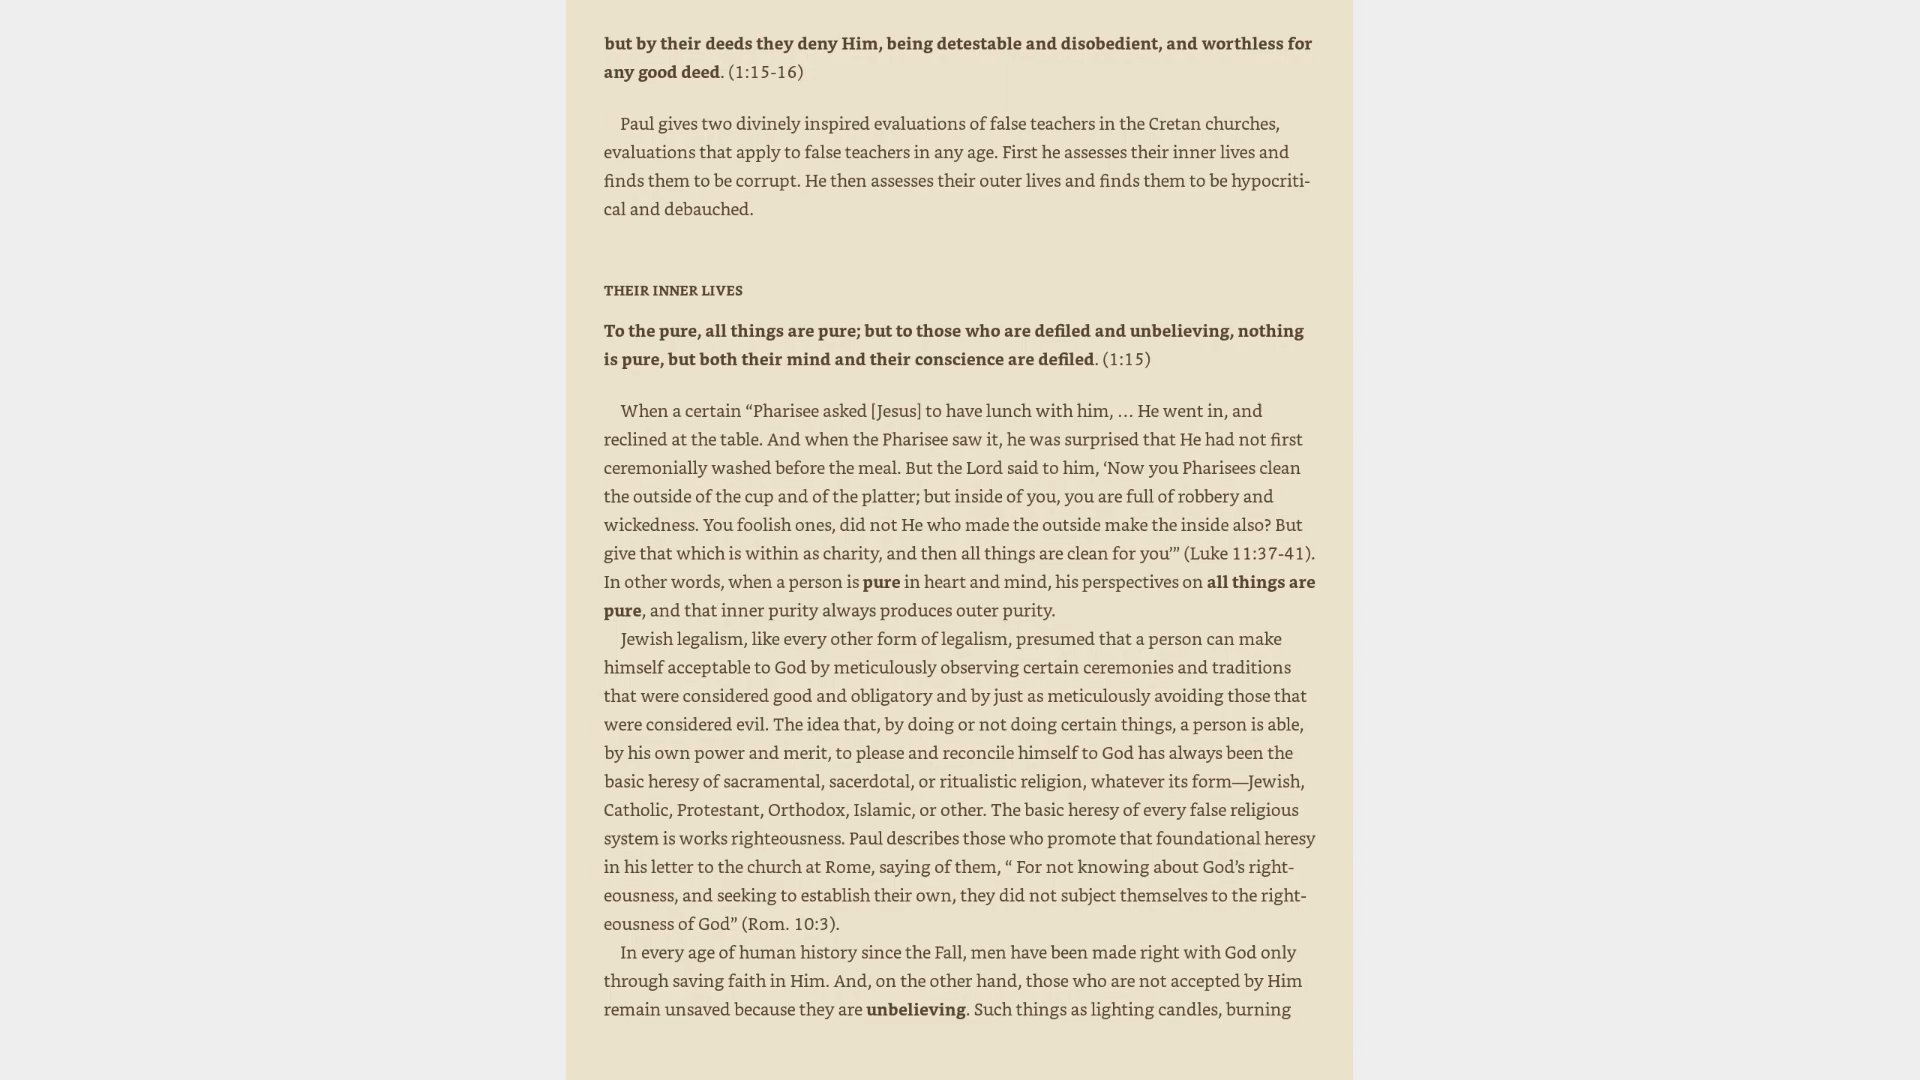 but by their deeds they deny Him, being detestable and disobedient, and worthless for
any good deed. (1:15-16)
Paul gives two divinely inspired evaluations of false teachers in the Cretan churches,
evaluations that apply to false teachers in any age. First he assesses their inner lives and
finds them to be corrupt. He then assesses their outer lives and finds them to be hypocriti-
cal and debauched.
THEIR INNER LIVES
To the pure, all things are pure; but to those who are defiled and unbelieving, nothing
is pure, but both their mind and their conscience are defiled. (1:15)
When a certain “Pharisee asked [Jesus] to have lunch with him, … He went in, and
reclined at the table. And when the Pharisee saw it, he was surprised that He had not first
ceremonially washed before the meal. But the Lord said to him, ‘Now you Pharisees clean
the outside of the cup and of the platter; but inside of you, you are full of robbery and
wickedness. You foolish ones, did not He who made the outside make the inside also? But
give that which is within as charity, and then all things are clean for you’” (Luke 11:37-41).
In other words, when a person is pure in heart and mind, his perspectives on all things are
pure, and that inner purity always produces outer purity.
Jewish legalism, like every other form of legalism, presumed that a person can make
himself acceptable to God by meticulously observing certain ceremonies and traditions
that were considered good and obligatory and by just as meticulously avoiding those that
were considered evil. The idea that, by doing or not doing certain things, a person is able,
by his own power and merit, to please and reconcile himself to God has always been the
basic heresy of sacramental, sacerdotal, or ritualistic religion, whatever its form—Jewish,
Catholic, Protestant, Orthodox, Islamic, or other. The basic heresy of every false religious
system is works righteousness. Paul describes those who promote that foundational heresy
in his letter to the church at Rome, saying of them, “ For not knowing about God’s right-
eousness, and seeking to establish their own, they did not subject themselves to the right-
eousness of God” (Rom. 10:3).
In every age of human history since the Fall, men have been made right with God only
through saving faith in Him. And, on the other hand, those who are not accepted by Him
remain unsaved because they are unbelieving. Such things as lighting candles, burning